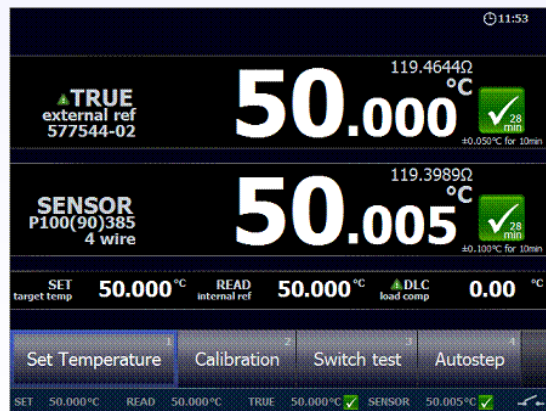 11:53
119.4644Ω
TRUE
external ref
577544-02
50.000
°C
28
min
±0.050°C for 10min
119.3989Ω
SENSOR
P100(90)385
4 wire
50.005
°C
28
min
±0.100°C for 10min
SET
target temp
50.000 °C
READ
internal ref
50.000 °C
DLC
load comp
0.00 °C
Set Temperature 1
Calibration 2
Switch test 3
Autostep 4
SET 50.000°C READ 50.000°C TRUE 50.000°C SENSOR 50.005°C